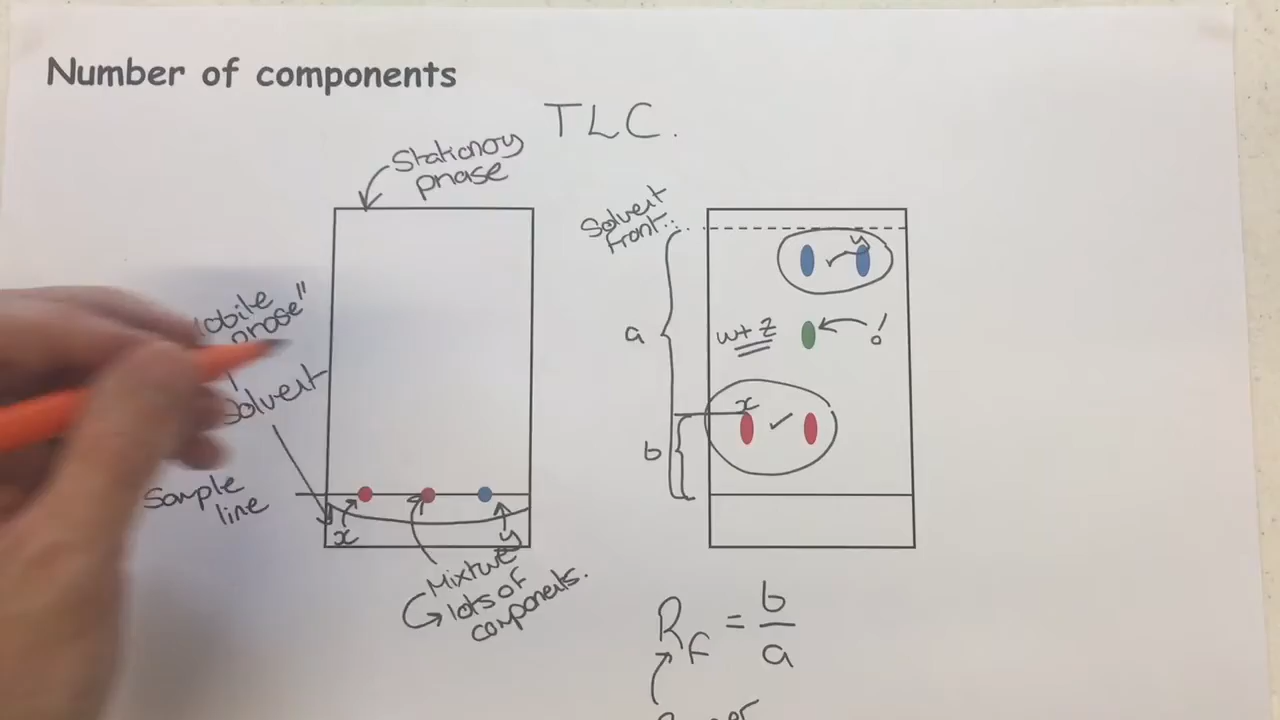 Number of components
TLC.
Stationary
phase
Solvent
front
Mobile
phase"
Solvent
Sample
line
x
y
Mixture
lots of
components.
a
b
y
w+z
!
x
Rf = b
a